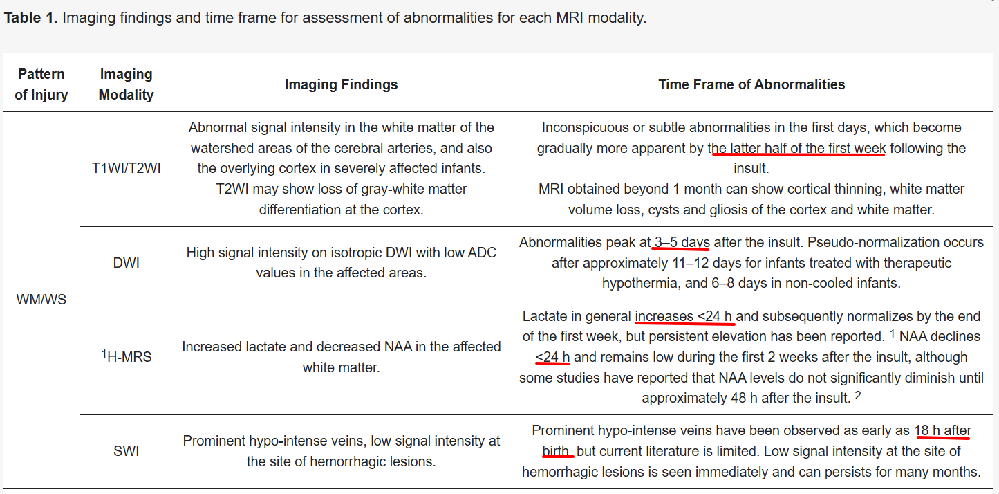 Table 1. Imaging findings and time frame for assessment of abnormalities for each MRI modality.
Pattern
of Injury
Imaging
Modality
Imaging Findings
Time Frame of Abnormalities
WM/WS
T1WI/T2WI
Abnormal signal intensity in the white matter of the
watershed areas of the cerebral arteries, and also
the overlying cortex in severely affected infants.
T2WI may show loss of gray-white matter
differentiation at the cortex.
Inconspicuous or subtle abnormalities in the first days, which become
gradually more apparent by the latter half of the first week following the
insult.
MRI obtained beyond 1 month can show cortical thinning, white matter
volume loss, cysts and gliosis of the cortex and white matter.
DWI
High signal intensity on isotropic DWI with low ADC
values in the affected areas.
Abnormalities peak at 3–5 days after the insult. Pseudo-normalization occurs
after approximately 11–12 days for infants treated with therapeutic
hypothermia, and 6–8 days in non-cooled infants.
¹H-MRS
Increased lactate and decreased NAA in the affected
white matter.
Lactate in general increases <24 h and subsequently normalizes by the end
of the first week, but persistent elevation has been reported. ¹ NAA declines
<24 h and remains low during the first 2 weeks after the insult, although
some studies have reported that NAA levels do not significantly diminish until
approximately 48 h after the insult. ²
SWI
Prominent hypo-intense veins, low signal intensity at
the site of hemorrhagic lesions.
Prominent hypo-intense veins have been observed as early as 18 h after
birth, but current literature is limited. Low signal intensity at the site of
hemorrhagic lesions is seen immediately and can persists for many months.